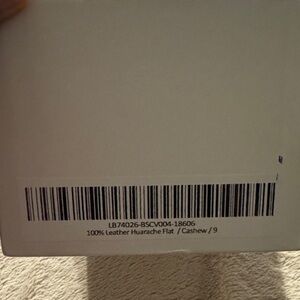 LB74026-BSCV004-18606
100% Leather Huarache Flat / Cashew / 9